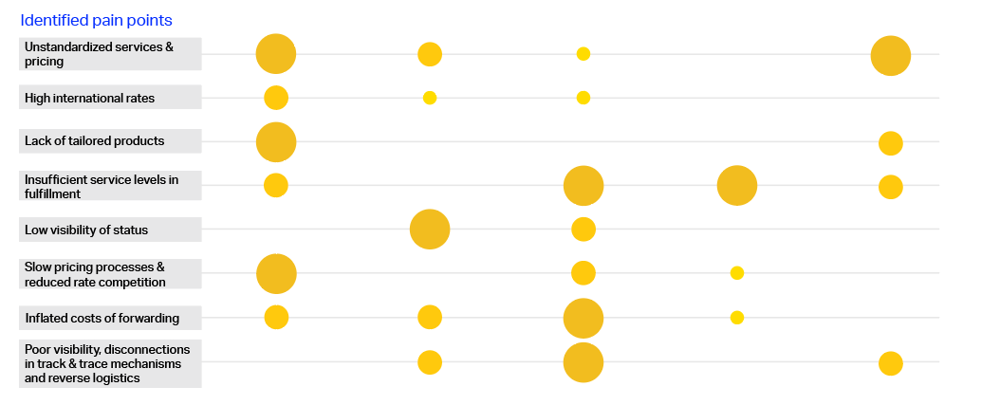 Identified pain points
Unstandardized services &
pricing
High international rates
Lack of tailored products
Insufficient service levels in
fulfillment
Low visibility of status
Slow pricing processes &
reduced rate competition
Inflated costs of forwarding
Poor visibility, disconnections
in track & trace mechanisms
and reverse logistics